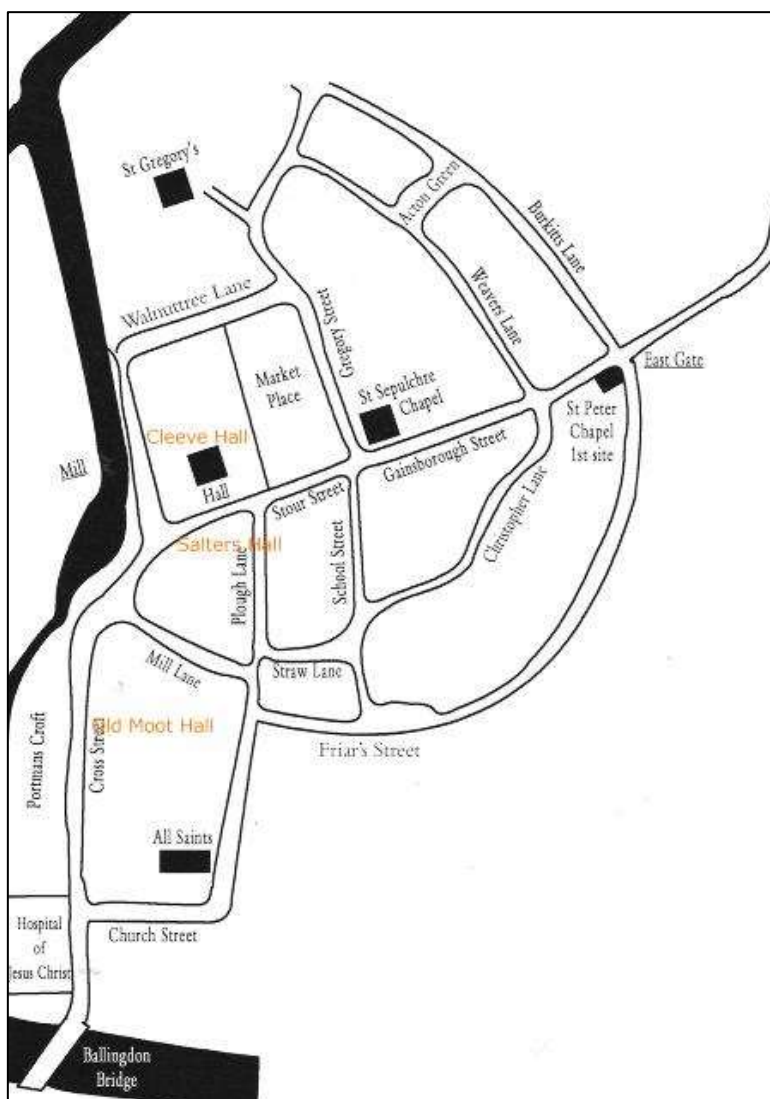 St Gregory's
Acton Green
Burkitts Lane
Walnuttree Lane
Gregory Street
Weavers Lane
Market
Place
St Sepulchre
Chapel
East Gate
St Peter
Chapel
1st site
Cleeve Hall
Hall
Mill
Gainsborough Street
Stour Street
Christopher Lane
Salters Hall
Plough Lane
School Street
Mill Lane
Straw Lane
Old Moot Hall
Cross Street
Portmans Croft
Friar's Street
All Saints
Church Street
Hospital
of
Jesus Christ
Ballingdon
Bridge